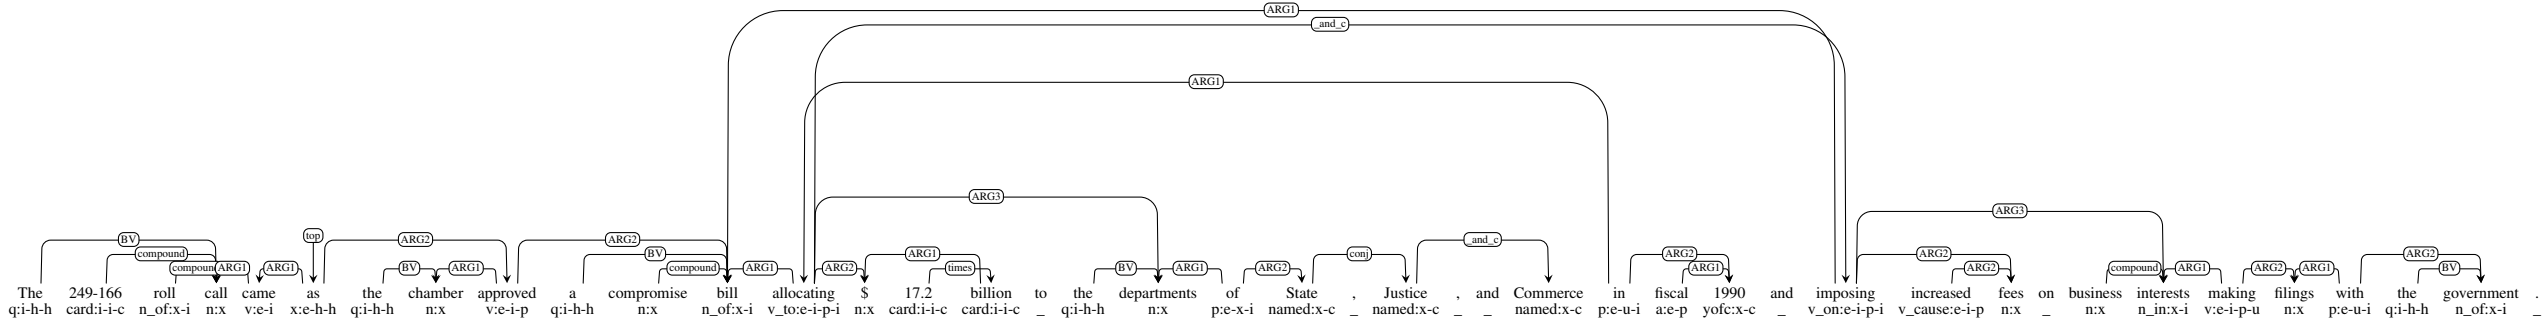 ARG1
_and_c
ARG1
ARG3
ARG3
BV top ARG2 ARG2 _and_c
compound BV ARG1 conj ARG2 ARG2 ARG2
compound ARG1 ARG1 BV ARG1 compound ARG1 ARG2 times BV ARG1 ARG2 ARG1 ARG2 compound ARG1 ARG2 ARG1 BV
The 249-166 roll call came as the chamber approved a compromise bill allocating $ 17.2 billion to the departments of State , Justice , and Commerce in fiscal 1990 and imposing increased fees on business interests making filings with the government .
q:i-h-h card:i-i-c n_of:x-i n:x v:e-i x:e-h-h q:i-h-h n:x v:e-i-p q:i-h-h n:x n_of:x-i v_to:e-i-p-i n:x card:i-i-c card:i-i-c _ q:i-h-h n:x p:e-x-i named:x-c _ named:x-c _ _ named:x-c p:e-u-i a:e-p yofc:x-c _ v_on:e-i-p-i v_cause:e-i-p n:x _ n:x n_in:x-i v:e-i-p-u n:x p:e-u-i q:i-h-h n_of:x-i _